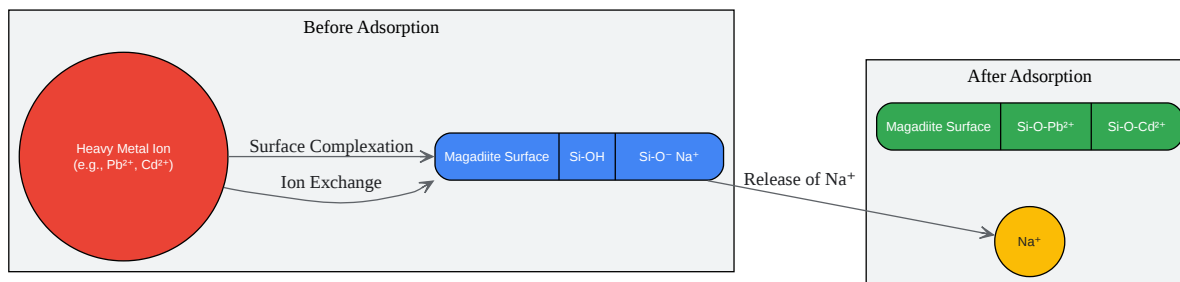 Before Adsorption
Heavy Metal Ion
(e.g., Pb²⁺, Cd²⁺)
Surface Complexation
Ion Exchange
Magadiite Surface
Si-OH
Si-O⁻ Na⁺
Release of Na⁺
After Adsorption
Magadiite Surface
Si-O-Pb²⁺
Si-O-Cd²⁺
Na⁺